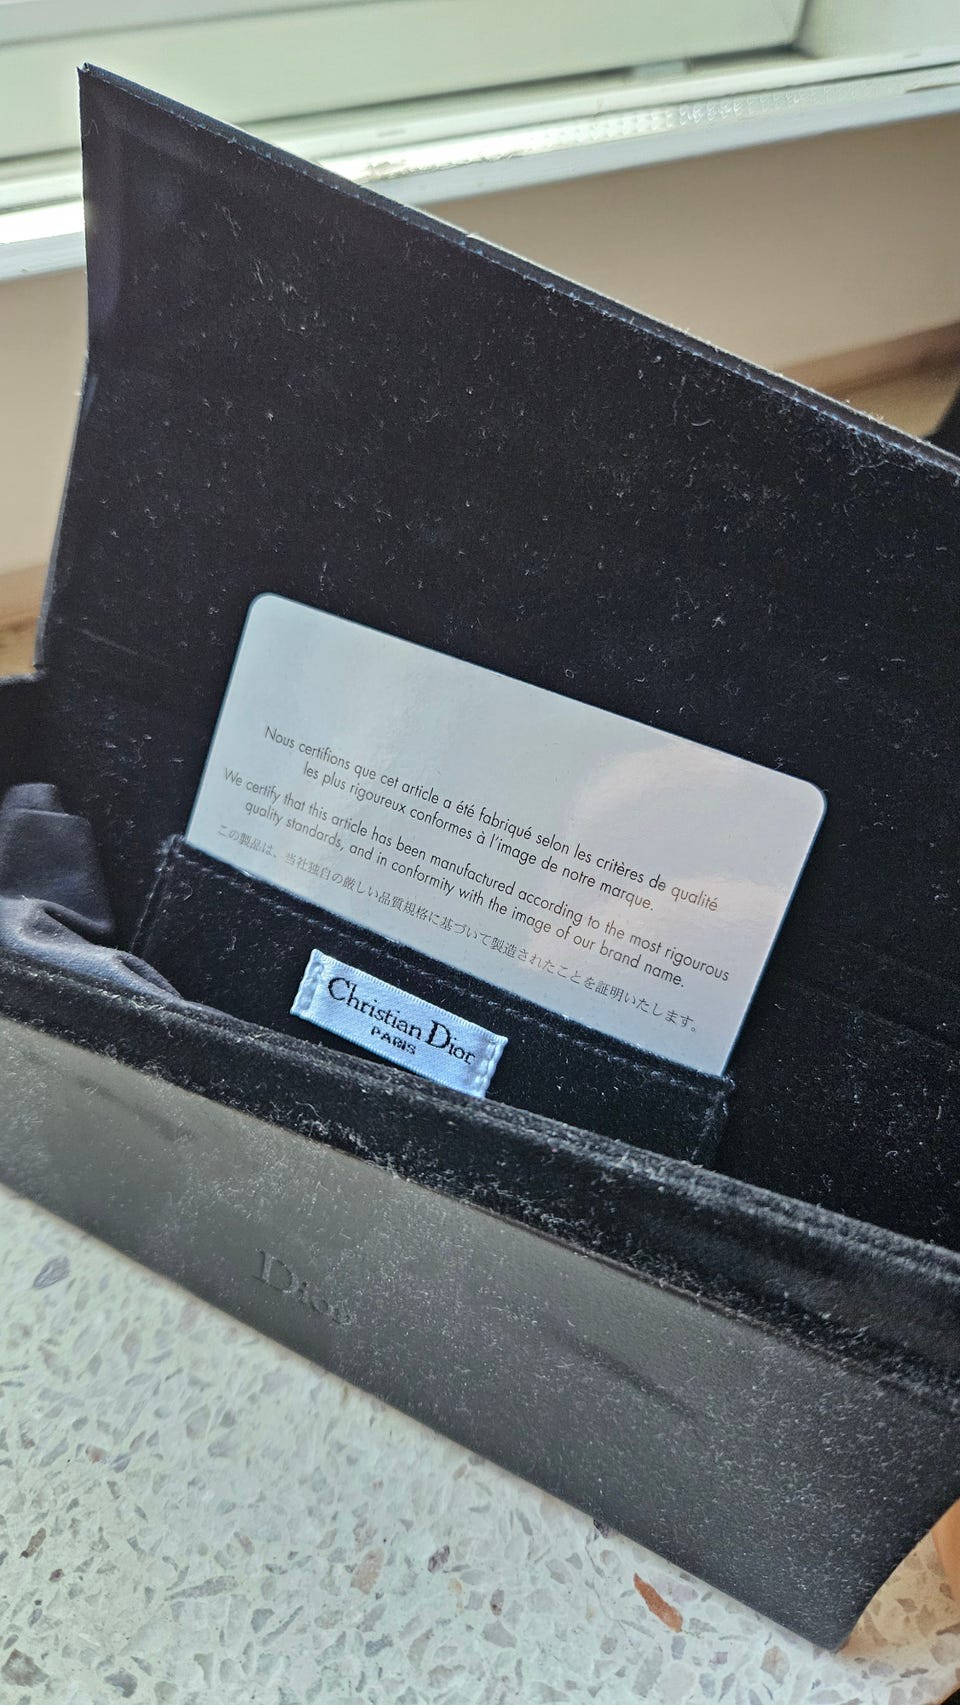 Nous certifions que cet article a été fabriqué selon les critères de qualité
les plus rigoureux conformes à l'image de notre marque.
We certify that this article has been manufactured according to the most rigourous
quality standards, and in conformity with the image of our brand name.
この製品は、当社独自の厳しい品質規格に基づいて製造されたことを証明いたします。
Christian Dior
PARIS
Dior